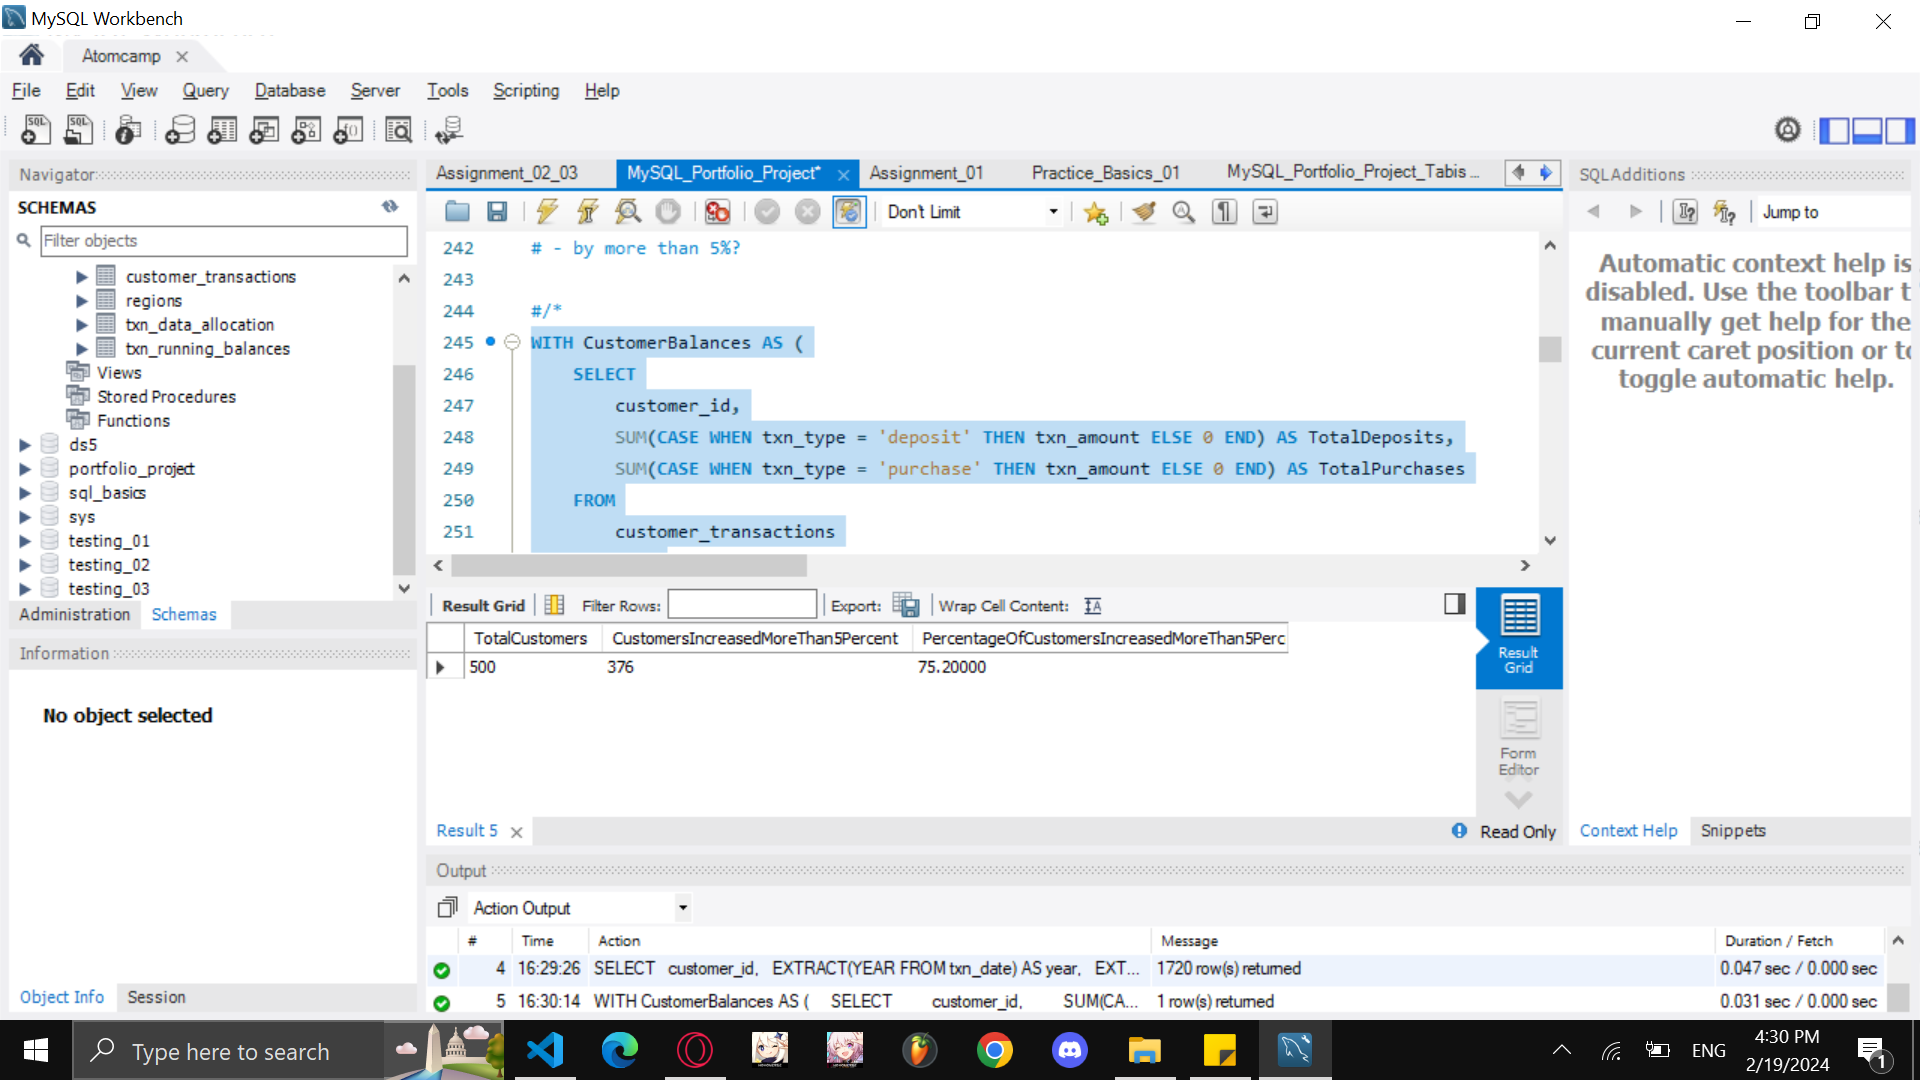 MySQL Workbench
Atomcamp
File Edit View Query Database Server Tools Scripting Help
Navigator
SCHEMAS
Filter objects
customer_transactions
regions
txn_data_allocation
txn_running_balances
Views
Stored Procedures
Functions
ds5
portfolio_project
sql_basics
sys
testing_01
testing_02
testing_03
Administration Schemas
Information
No object selected
Object Info Session
Assignment_02_03 MySQL_Portfolio_Project* Assignment_01 Practice_Basics_01 MySQL_Portfolio_Project_Tabis ...
Don't Limit
242 # - by more than 5%?
243
244 #/*
245 WITH CustomerBalances AS (
246 SELECT
247 customer_id,
248 SUM(CASE WHEN txn_type = 'deposit' THEN txn_amount ELSE 0 END) AS TotalDeposits,
249 SUM(CASE WHEN txn_type = 'purchase' THEN txn_amount ELSE 0 END) AS TotalPurchases
250 FROM
251 customer_transactions
Result Grid Filter Rows: Export: Wrap Cell Content:
TotalCustomers CustomersIncreasedMoreThan5Percent PercentageOfCustomersIncreasedMoreThan5Perc
500 376 75.20000
Result
Grid
Form
Editor
Result 5
Read Only
SQLAdditions
Jump to
Automatic context help is
disabled. Use the toolbar t
manually get help for the
current caret position or to
toggle automatic help.
Context Help Snippets
Output
Action Output
# Time Action Message Duration / Fetch
4 16:29:26 SELECT customer_id, EXTRACT(YEAR FROM txn_date) AS year, EXT... 1720 row(s) returned 0.047 sec / 0.000 sec
5 16:30:14 WITH CustomerBalances AS ( SELECT customer_id, SUM(CA... 1 row(s) returned 0.031 sec / 0.000 sec
Type here to search
ENG
4:30 PM
2/19/2024
1